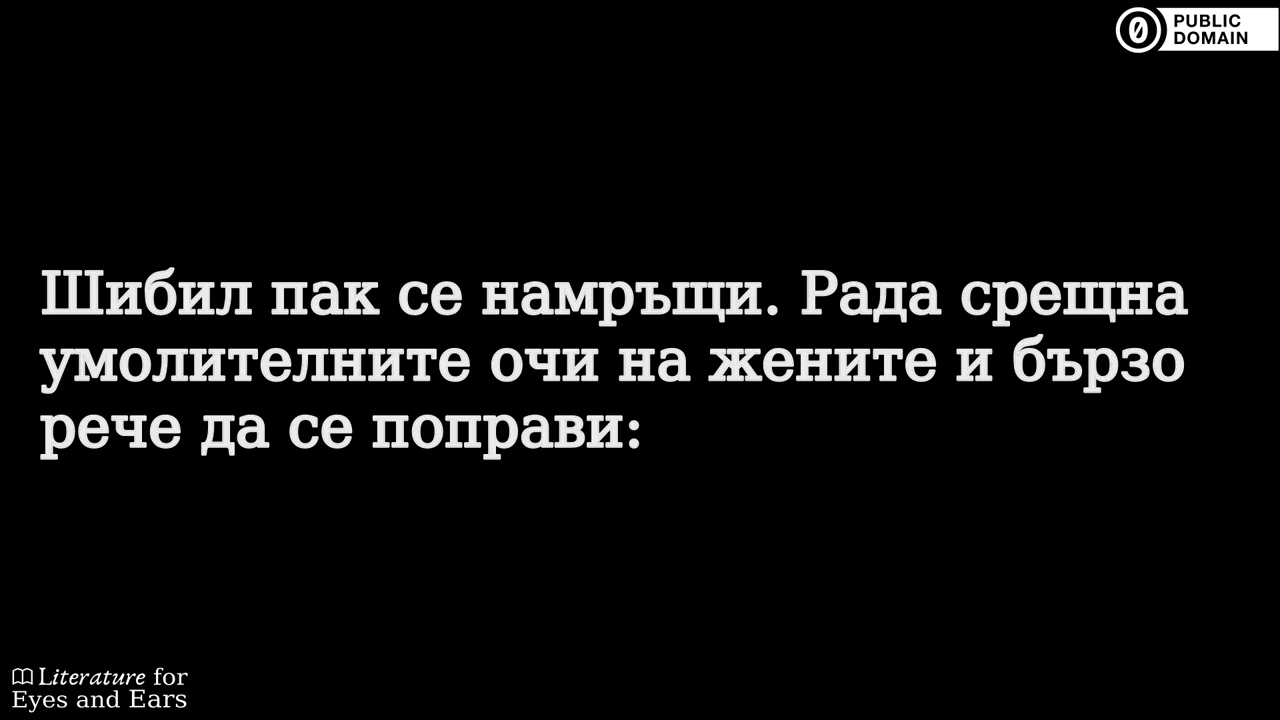 PUBLIC
DOMAIN
Шибил пак се намръщи. Рада срещна
умолителните очи на жените и бързо
рече да се поправи:
Literature for
Eyes and Ears